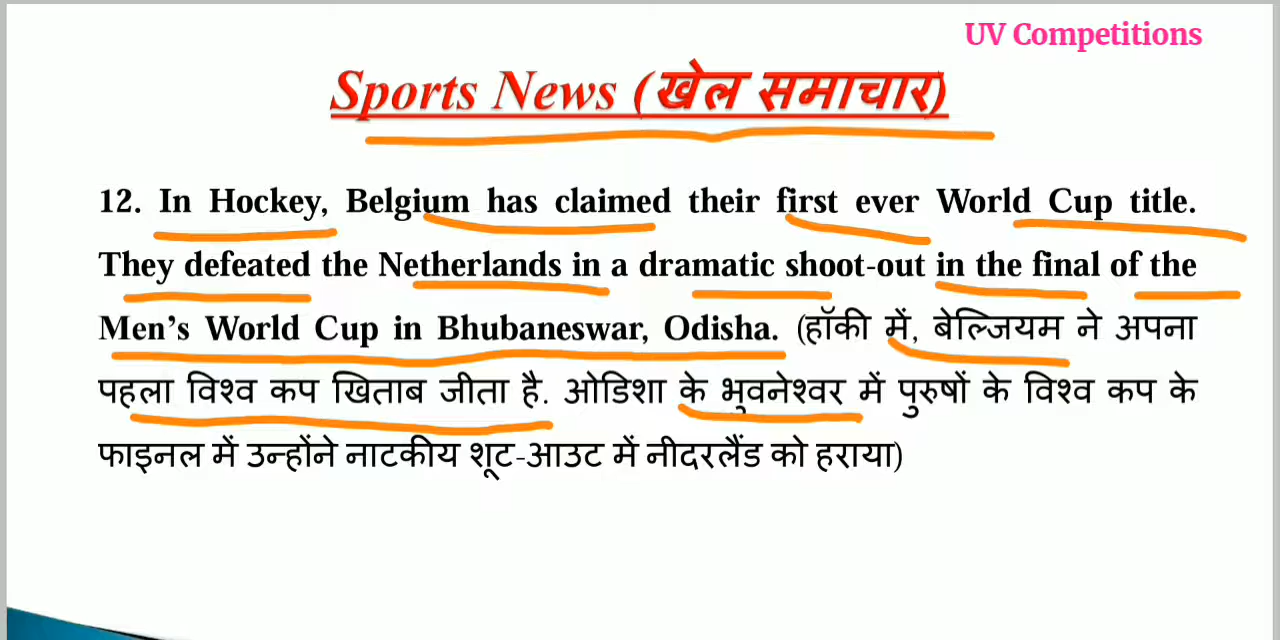 UV Competitions
Sports News (खेल समाचार)
12. In Hockey, Belgium has claimed their first ever World Cup title.
They defeated the Netherlands in a dramatic shoot-out in the final of the
Men’s World Cup in Bhubaneswar, Odisha. (हॉकी में, बेल्जियम ने अपना
पहला विश्व कप खिताब जीता है. ओडिशा के भुवनेश्वर में पुरुषों के विश्व कप के
फाइनल में उन्होंने नाटकीय शूट-आउट में नीदरलैंड को हराया)